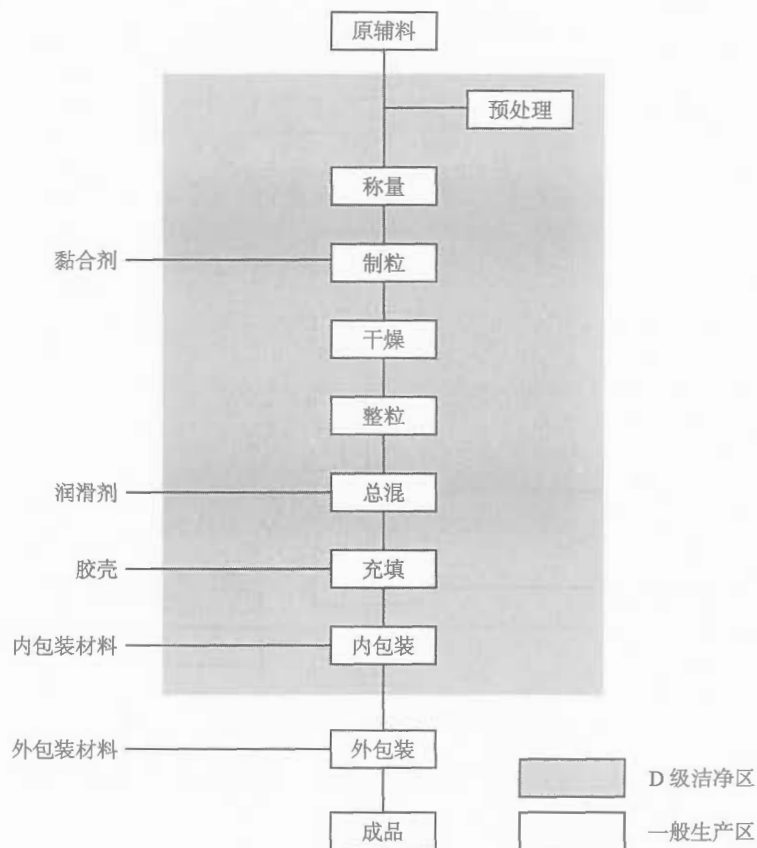 原辅料
预处理
称量
黏合剂
制粒
干燥
整粒
润滑剂
总混
胶壳
充填
内包装材料
内包装
外包装材料
外包装
D 级洁净区
成品
一般生产区